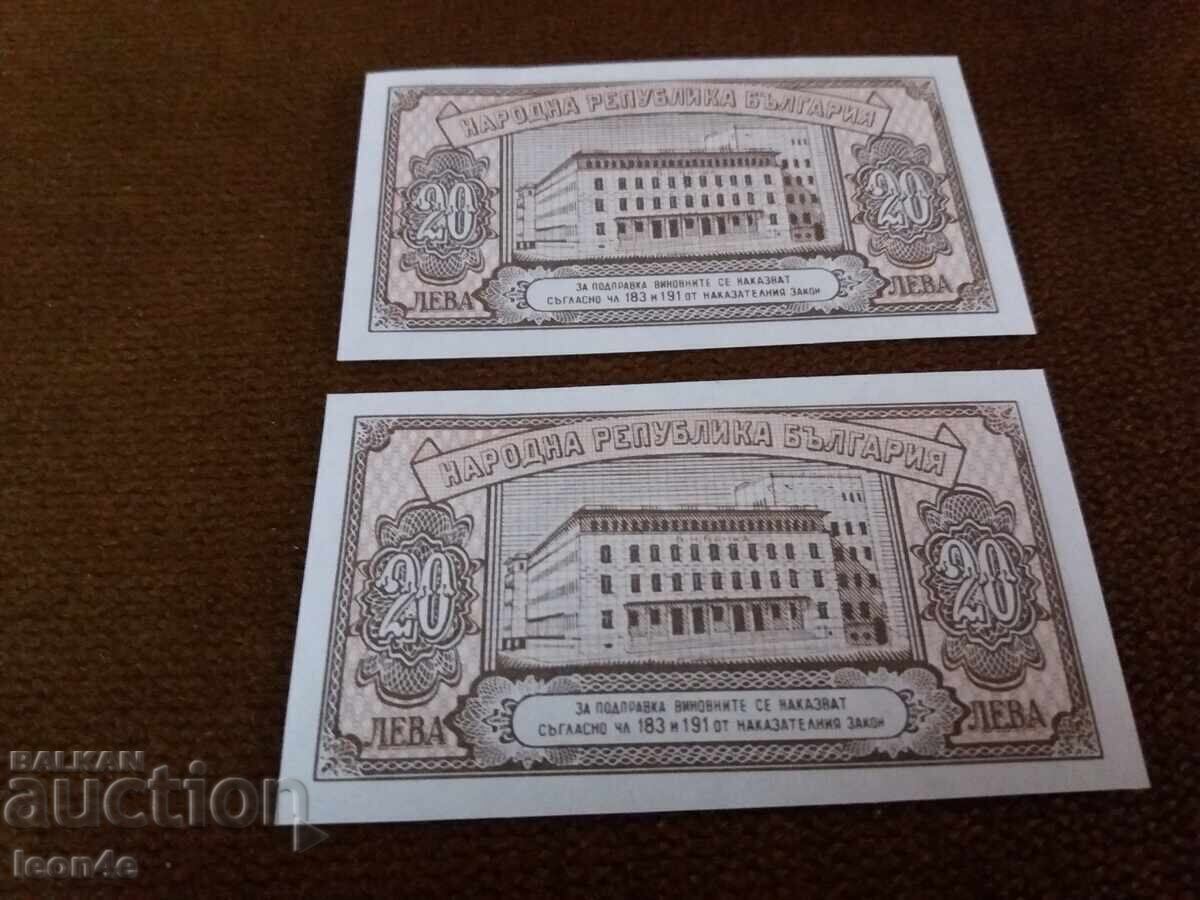 НАРОДНА РЕПУБЛИКА БЪЛГАРИЯ
20 20
ЗА ПОДПРАВКА ВИНОВНИТЕ СЕ НАКАЗВАТ
СЪГЛАСНО ЧЛ 183 И 191 ОТ НАКАЗАТЕЛНИЯ ЗАКОН
ЛЕВА ЛЕВА
НАРОДНА РЕПУБЛИКА БЪЛГАРИЯ
20 20
ЗА ПОДПРАВКА ВИНОВНИТЕ СЕ НАКАЗВАТ
СЪГЛАСНО ЧЛ 183 И 191 ОТ НАКАЗАТЕЛНИЯ ЗАКОН
ЛЕВА ЛЕВА
BALKAN
auction
leon4e